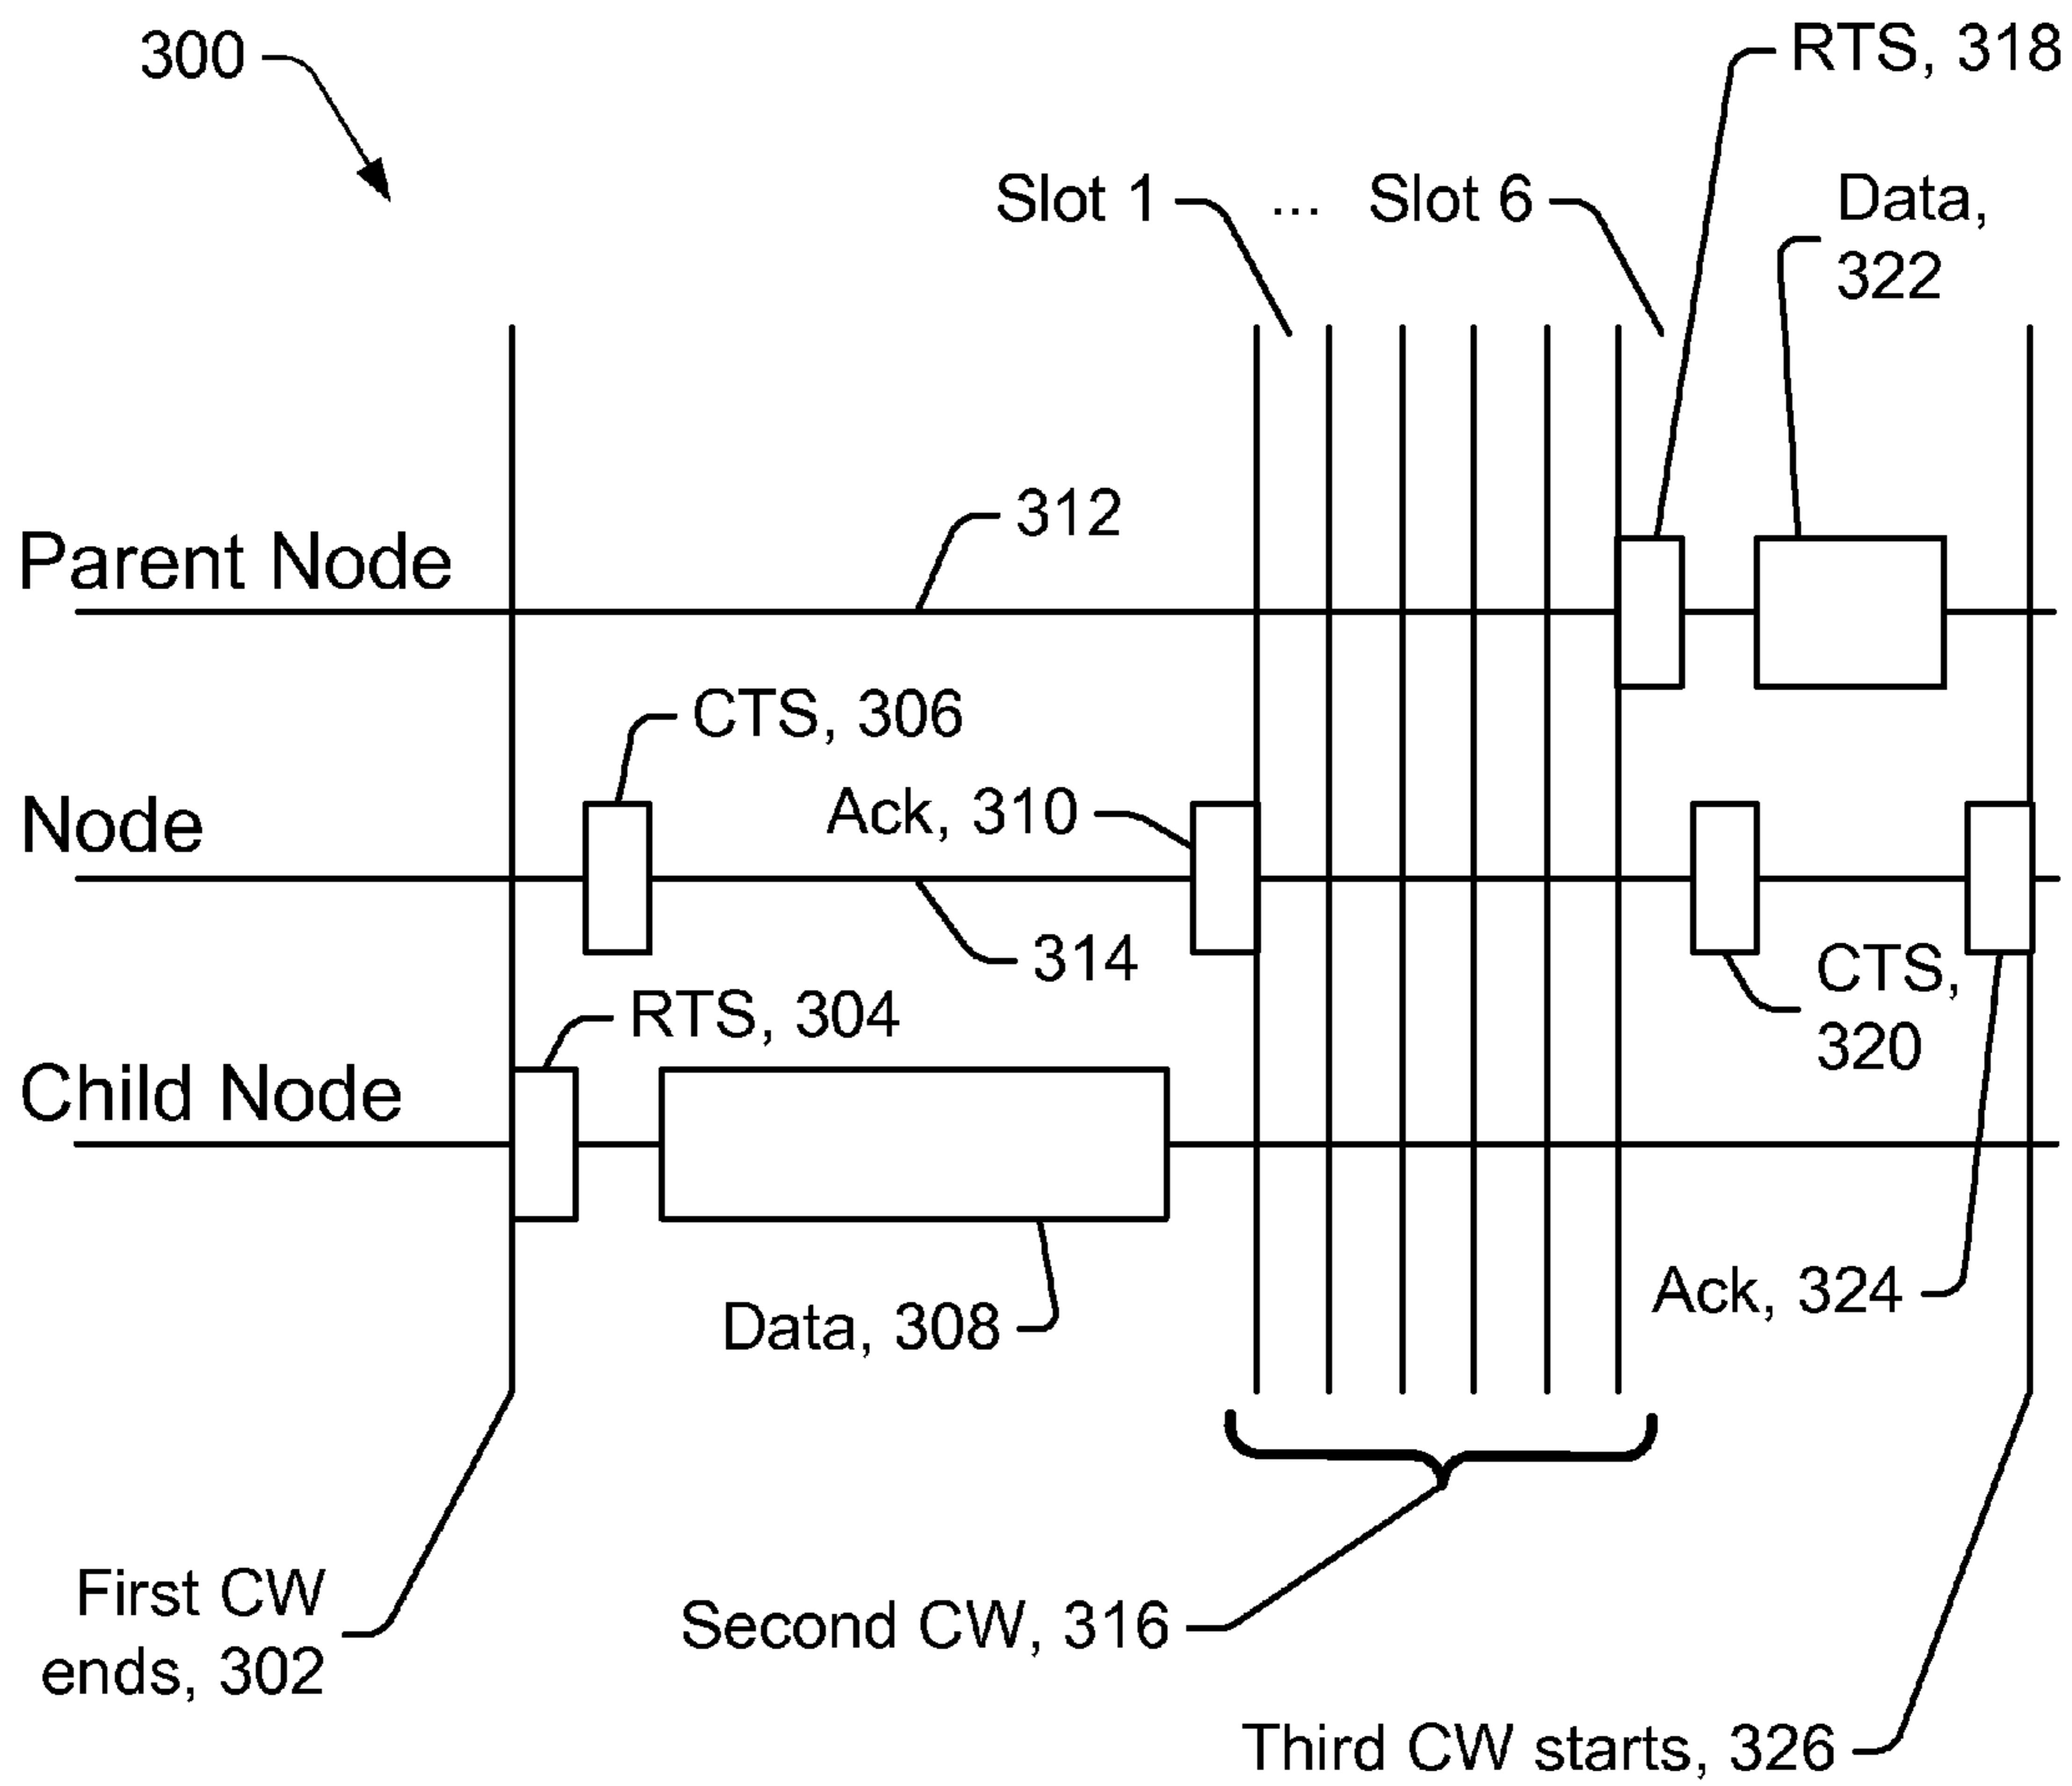 300
RTS, 318
Slot 1 ... Slot 6
Data,
322
312
Parent Node
CTS, 306
Ack, 310
Node
314
CTS,
320
RTS, 304
Child Node
Ack, 324
Data, 308
First CW
ends, 302
Second CW, 316
Third CW starts, 326